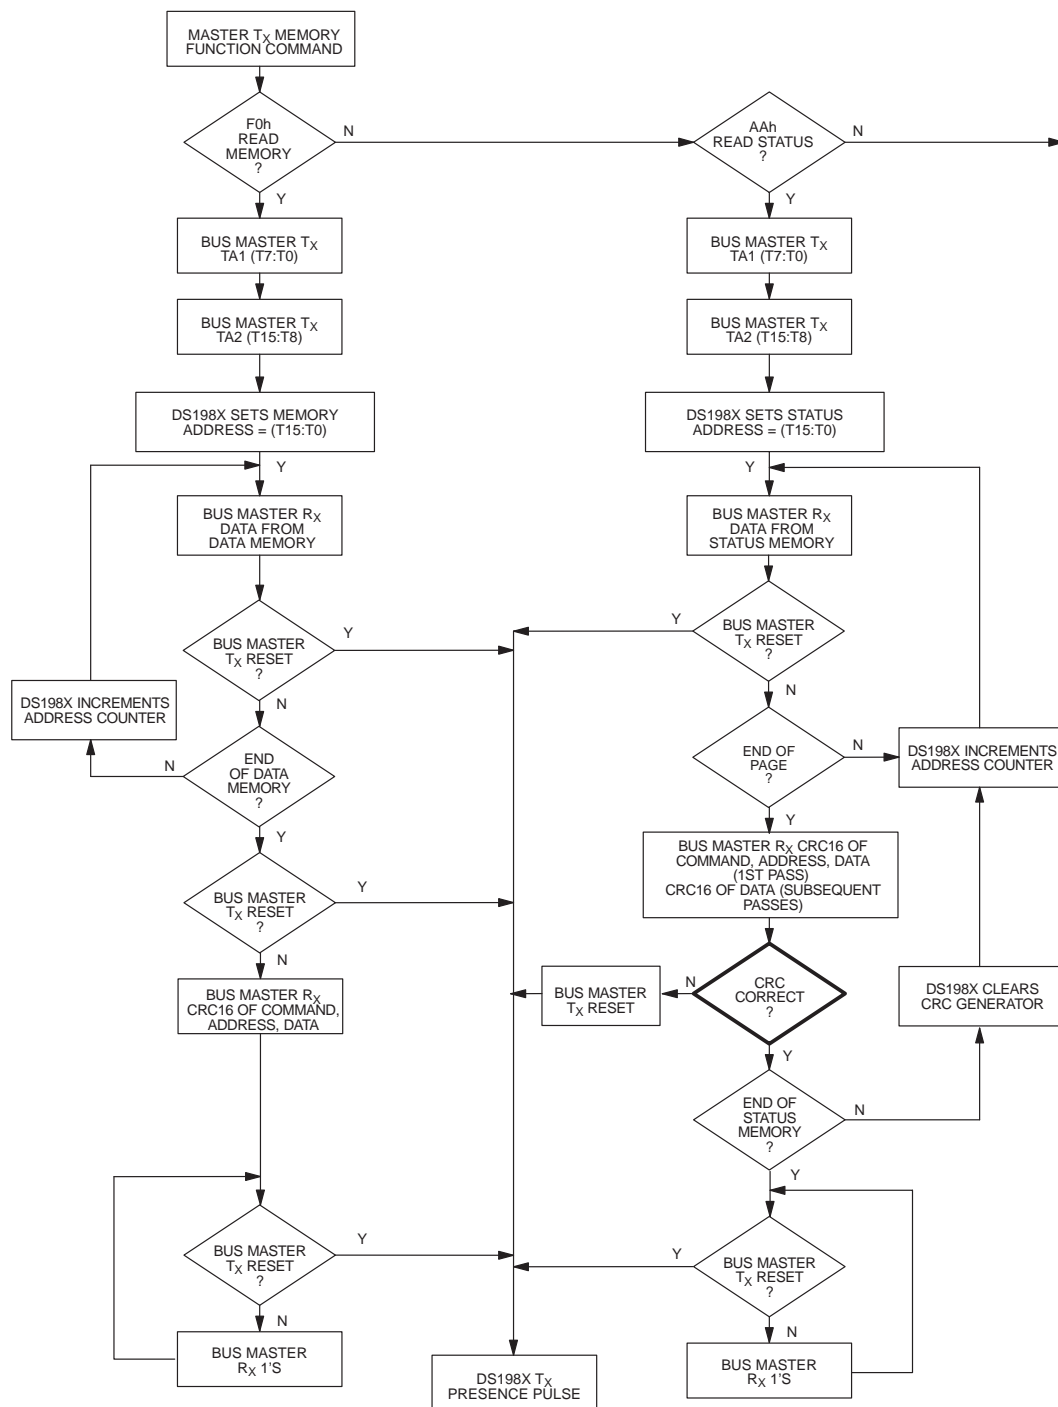 MASTER TX MEMORY
FUNCTION COMMAND
F0h
READ
MEMORY
?
N
Y
BUS MASTER TX
TA1 (T7:T0)
BUS MASTER TX
TA2 (T15:T8)
DS198X SETS MEMORY
ADDRESS = (T15:T0)
Y
BUS MASTER RX
DATA FROM
DATA MEMORY
BUS MASTER
TX RESET
?
Y
N
DS198X INCREMENTS
ADDRESS COUNTER
END
OF DATA
MEMORY
?
N
Y
BUS MASTER
TX RESET
?
Y
N
BUS MASTER RX
CRC16 OF COMMAND,
ADDRESS, DATA
BUS MASTER
TX RESET
?
Y
N
BUS MASTER
RX 1'S
DS198X TX
PRESENCE PULSE
AAh
READ STATUS
?
N
Y
BUS MASTER TX
TA1 (T7:T0)
BUS MASTER TX
TA2 (T15:T8)
DS198X SETS STATUS
ADDRESS = (T15:T0)
Y
BUS MASTER RX
DATA FROM
STATUS MEMORY
BUS MASTER
TX RESET
?
Y
N
END OF
PAGE
?
N
Y
DS198X INCREMENTS
ADDRESS COUNTER
BUS MASTER RX CRC16 OF
COMMAND, ADDRESS, DATA
(1ST PASS)
CRC16 OF DATA (SUBSEQUENT
PASSES)
CRC
CORRECT
?
N
Y
BUS MASTER
TX RESET
DS198X CLEARS
CRC GENERATOR
END OF
STATUS
MEMORY
?
N
Y
BUS MASTER
TX RESET
?
Y
N
BUS MASTER
RX 1'S